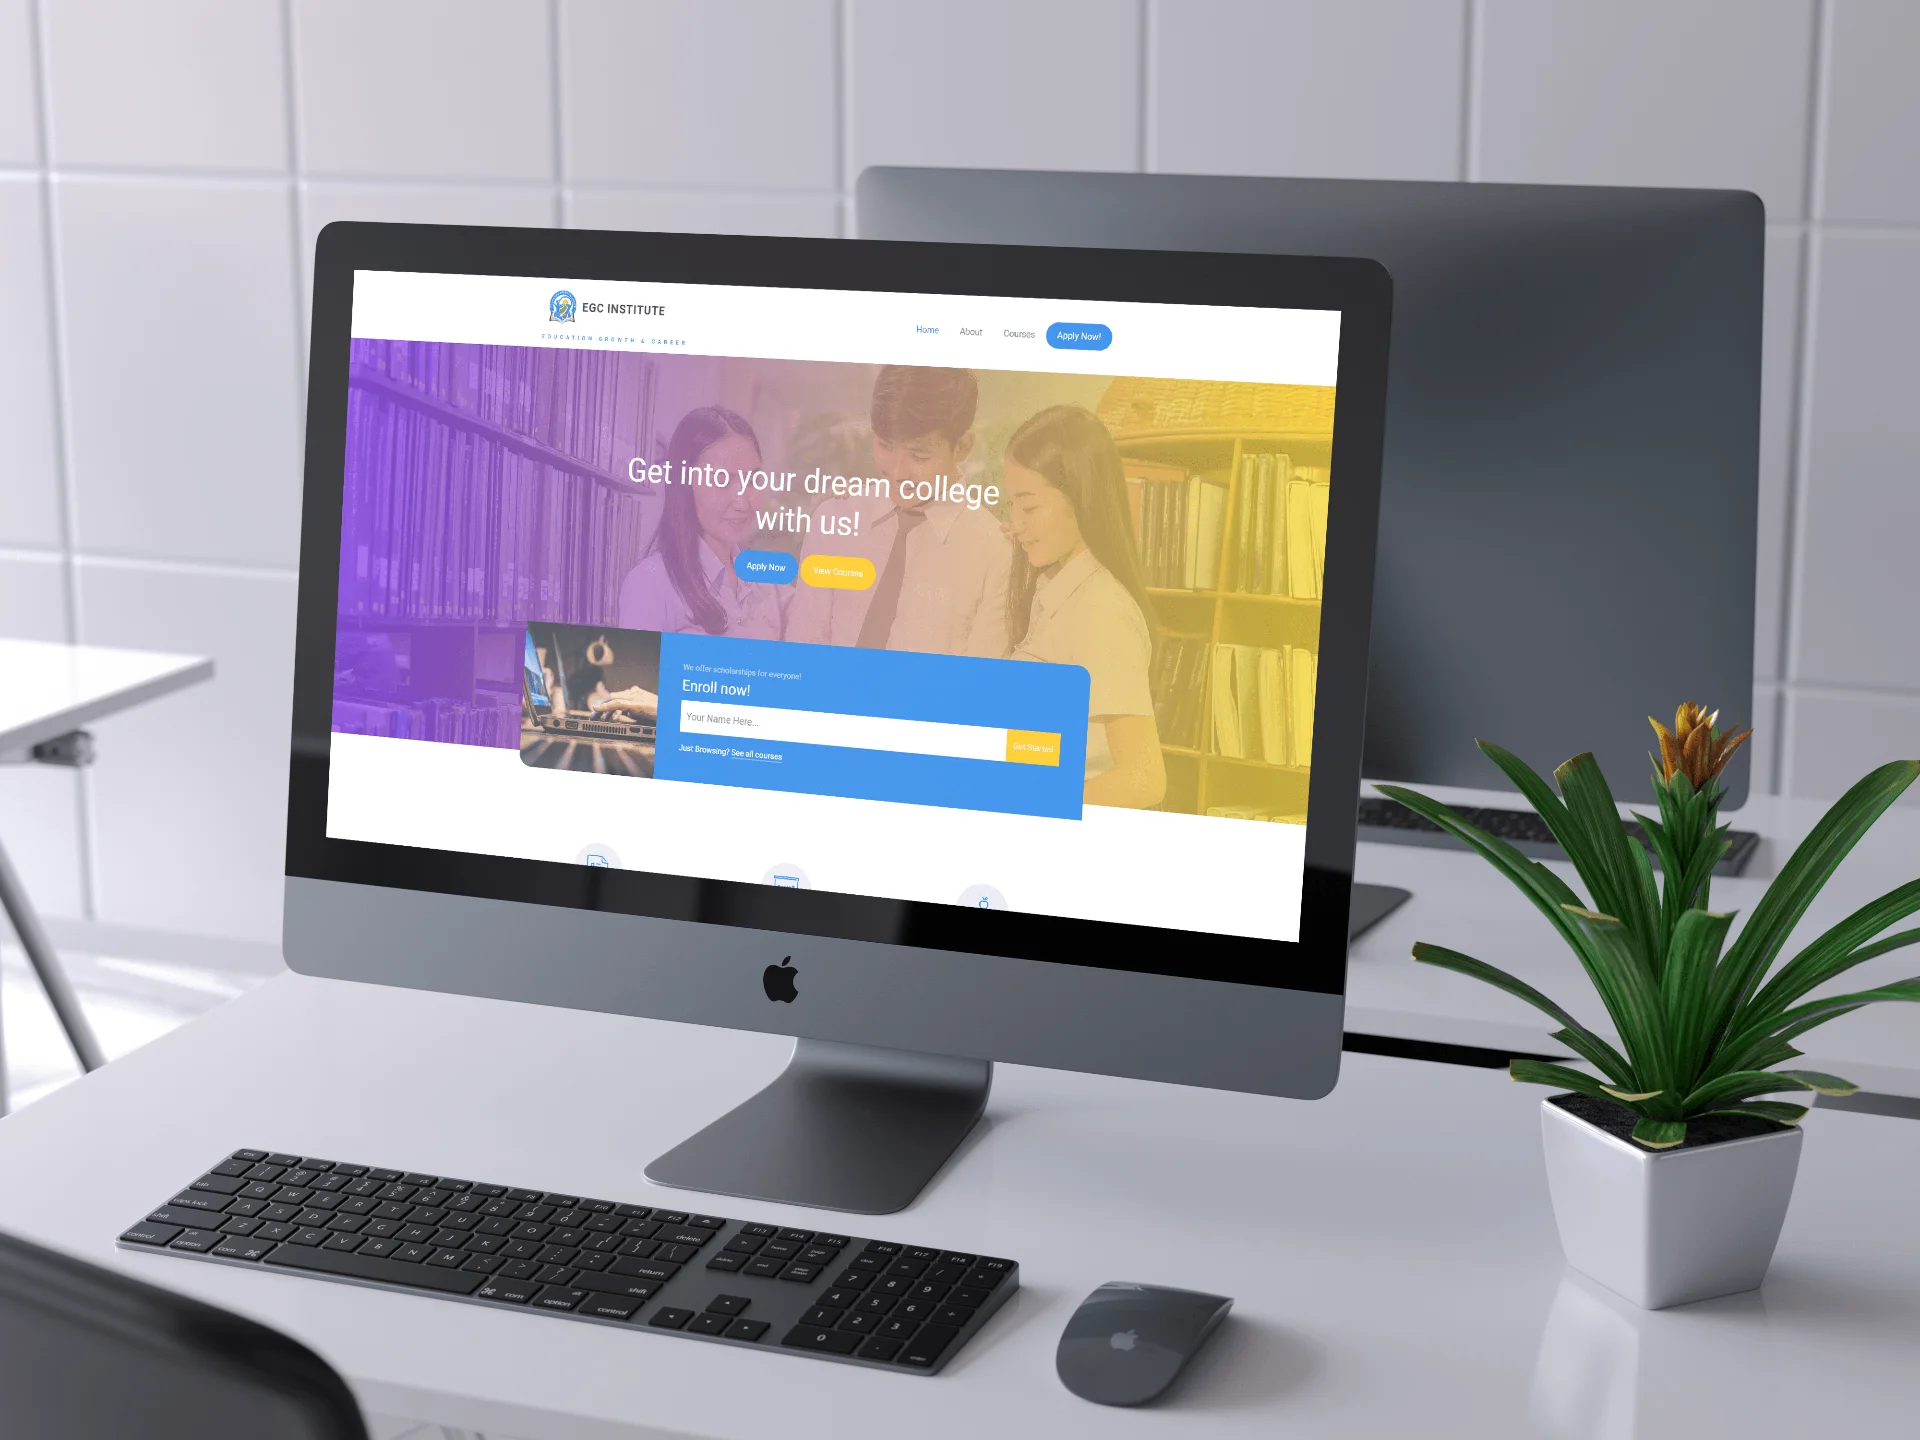 EGC INSTITUTE
EDUCATION GROWTH & CAREER
Home About Courses Apply Now!
Get into your dream college
with us!
Apply Now View Courses
We offer scholarships for everyone!
Enroll now!
Your Name Here...
Get Started
Just Browsing? See all courses